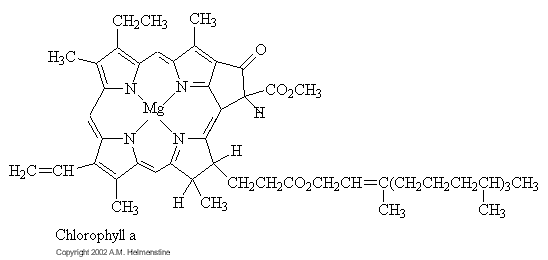 CH₂CH₃ CH₃
H₃C O
N N CO₂CH₃
Mg H
N N
H
H₂C=CH CH₂CH₂CO₂CH₂CH=C(CH₂CH₂CH₂CH)₃CH₃
CH₃ H CH₃ CH₃ CH₃
Chlorophyll a
Copyright 2002 A.M. Helmenstine